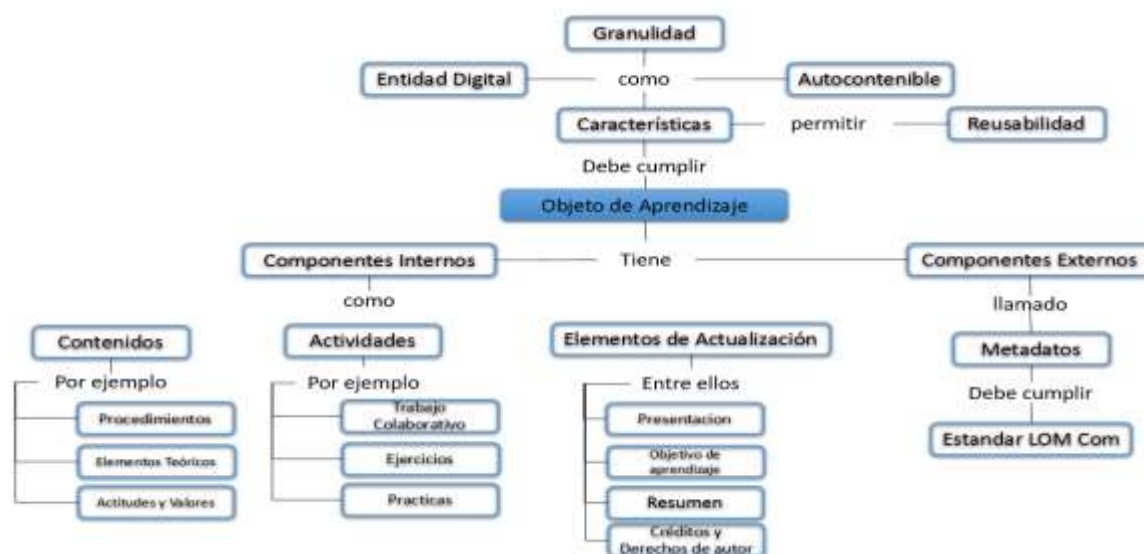 Granulidad
Entidad Digital
como
Autocontenible
Características
permitir
Reusabilidad
Debe cumplir
Objeto de Aprendizaje
Componentes Internos
Tiene
Componentes Externos
como
llamado
Contenidos
Actividades
Elementos de Actualización
Metadatos
Por ejemplo
Por ejemplo
Entre ellos
Debe cumplir
Procedimientos
Trabajo
Colaborativo
Presentacion
Estandar LOM Com
Elementos Teóricos
Ejercicios
Objetivo de
aprendizaje
Actitudes y Valores
Practicas
Resumen
Créditos y
Derechos de autor